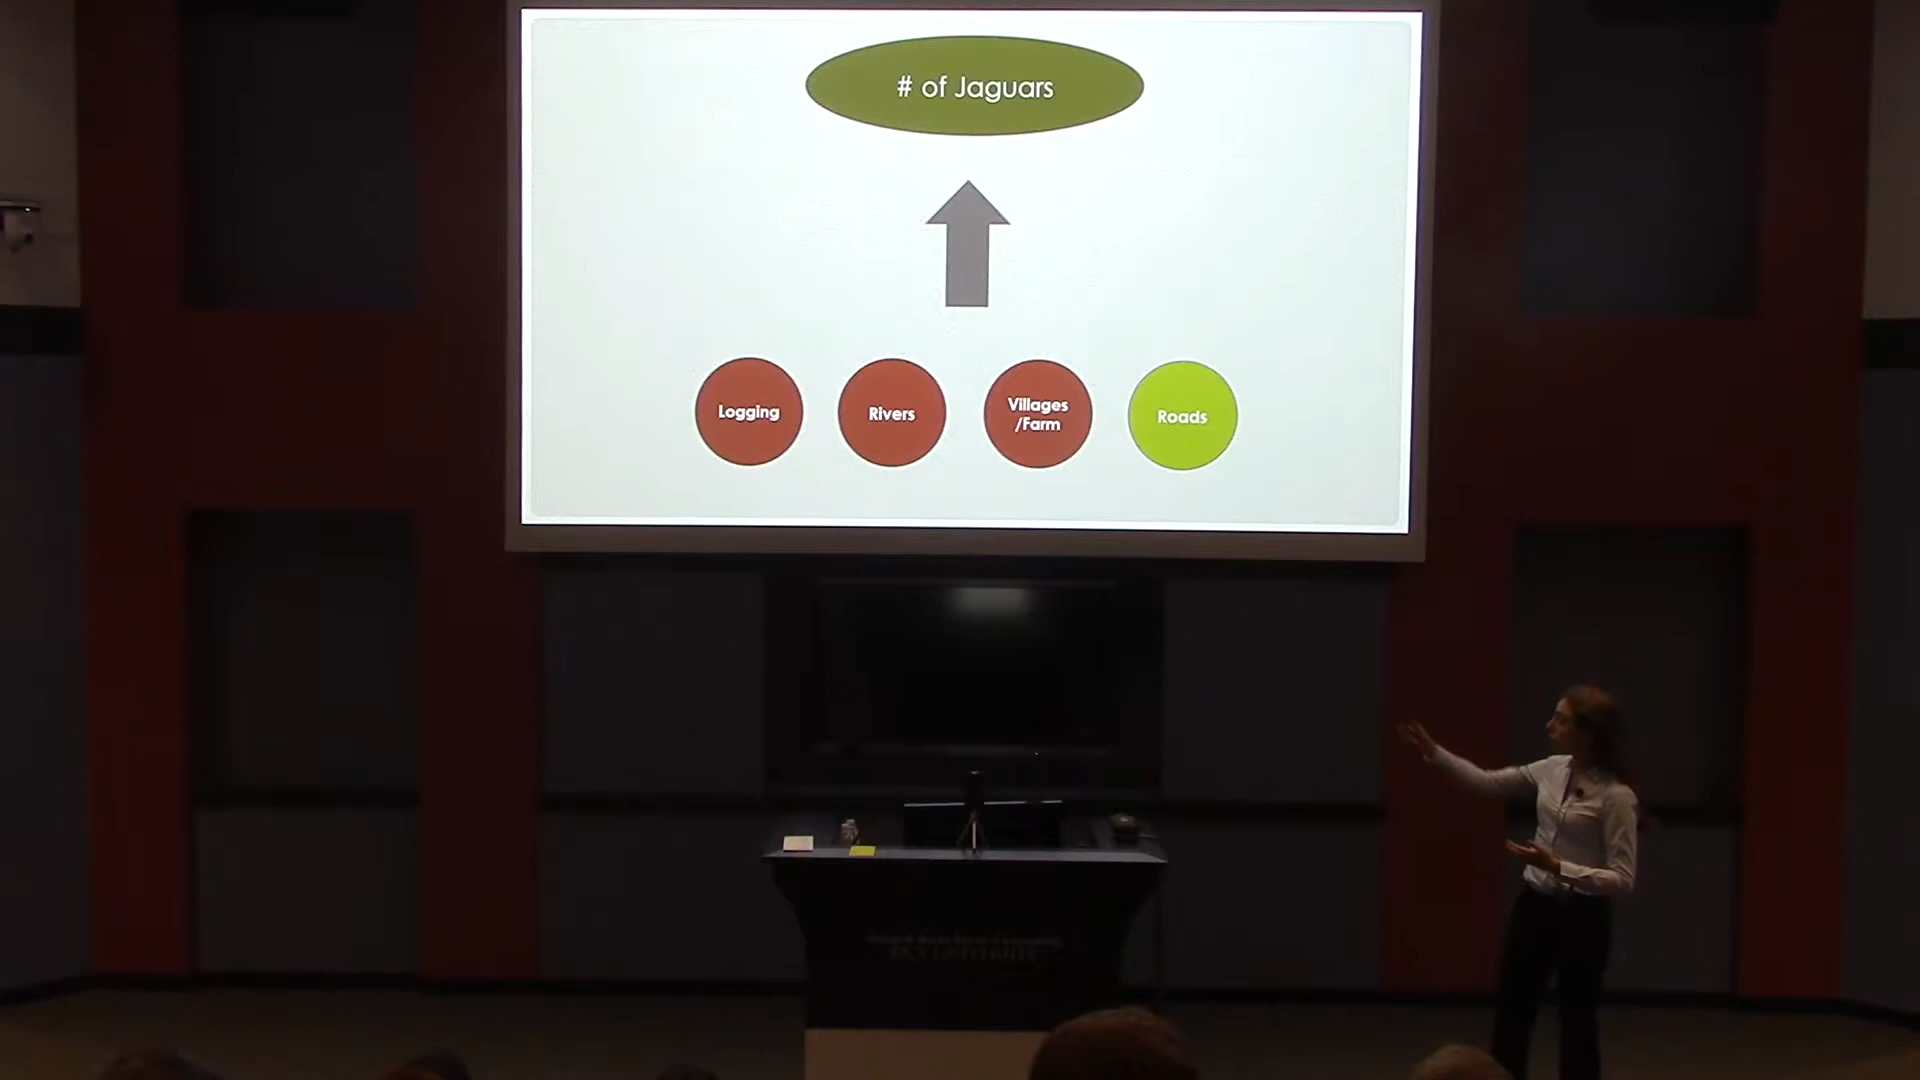 # of Jaguars
Logging
Rivers
Villages
/Farm
Roads